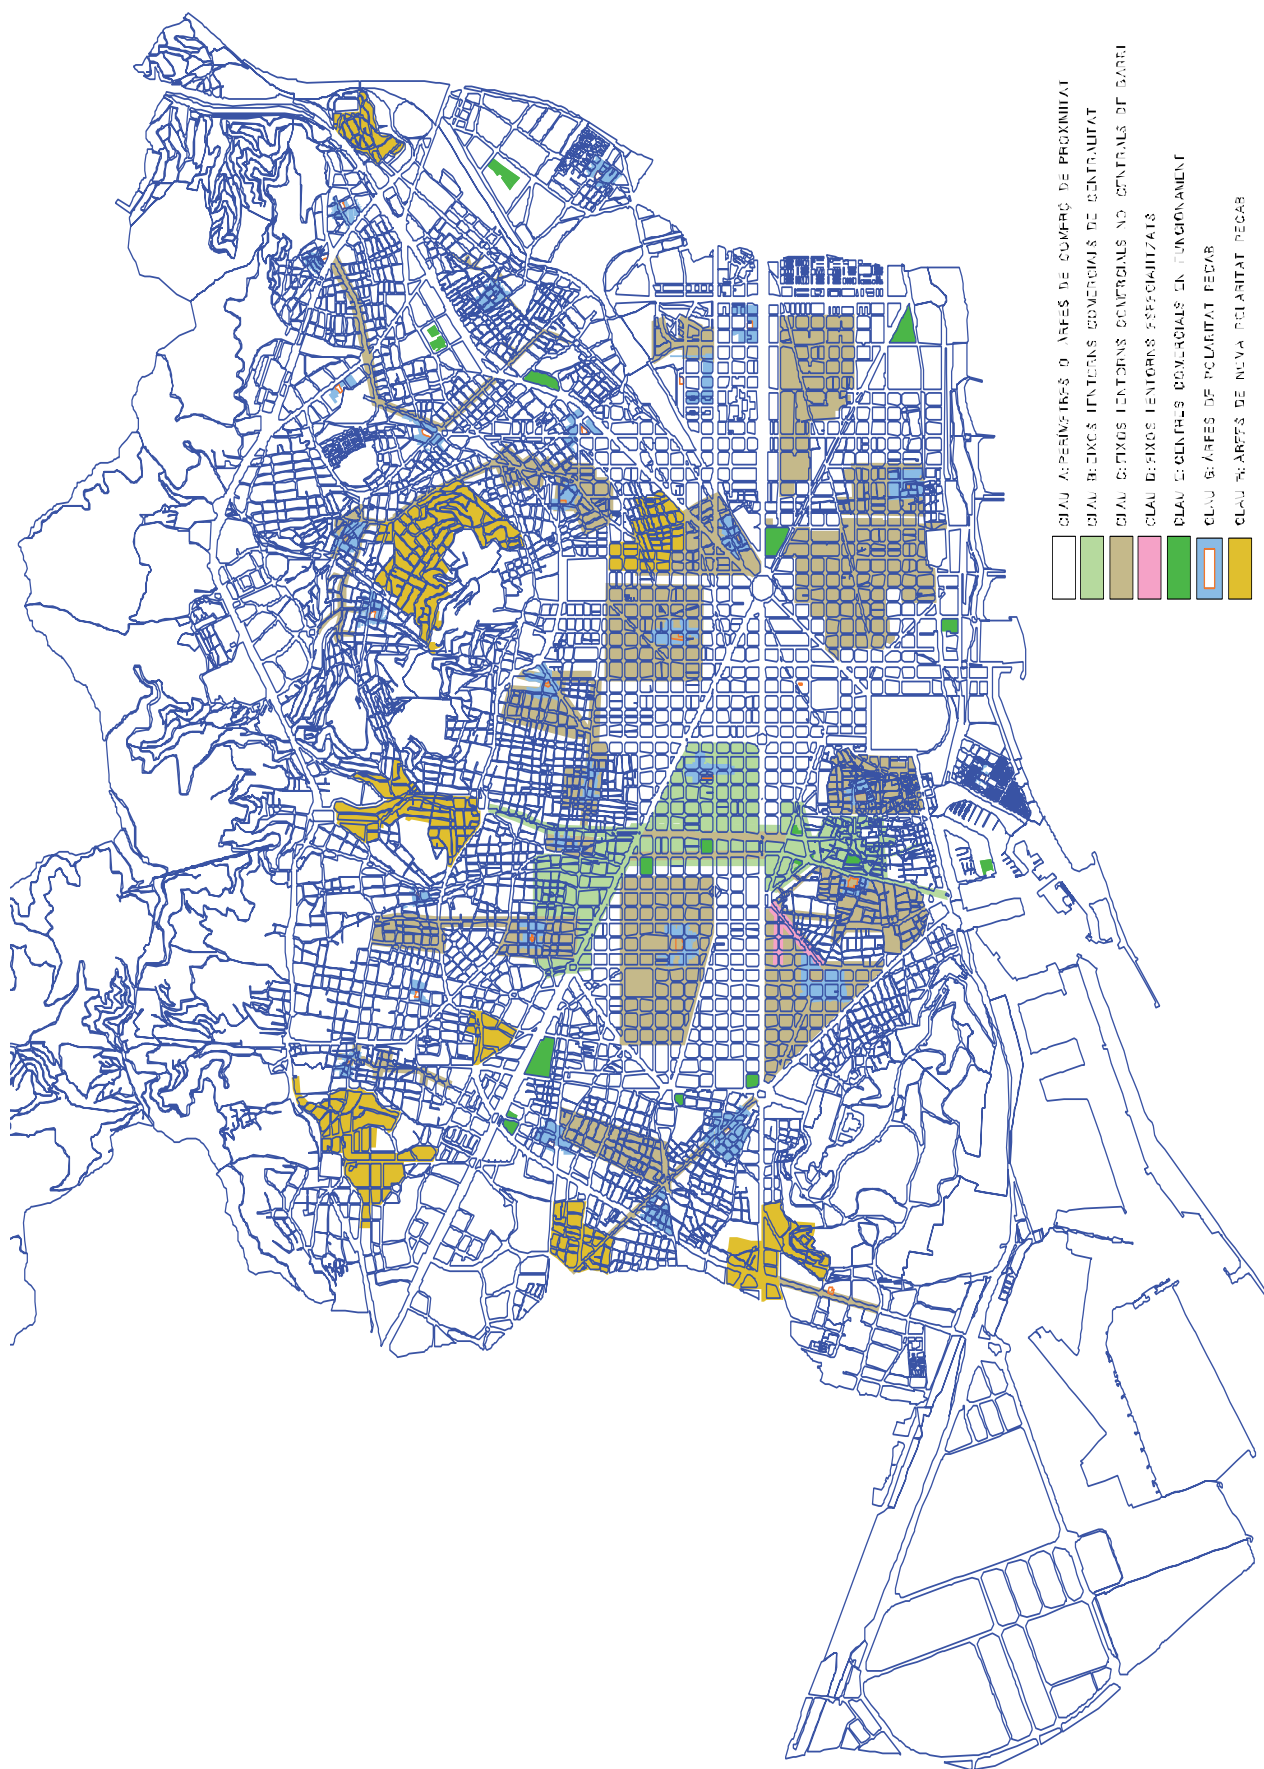 CLAU A: PERIMETRES O ÀREES DE COMERÇ DE PROXIMITAT
CLAU B: EIXOS I ENTORNS COMERCIALS DE CENTRALITAT
CLAU C: EIXOS I ENTORNS COMERCIALS NO CENTRALS DE BARRI
CLAU D: EIXOS I ENTORNS ESPECIALITZATS
CLAU E: CENTRES COMERCIALS EN FUNCIONAMENT
CLAU G: ÀREES DE POLARITAT PECAB
CLAU ÀREES DE NOVA POLARITAT PECAB